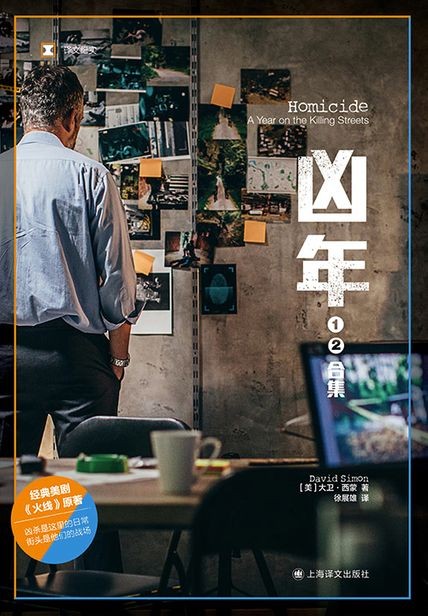 译文纪实
Homicide
A Year on the Killing Streets
凶年
①②合集
David Simon
[美]大卫·西蒙 著
徐展雄 译
经典美剧
《火线》原著
凶杀是这里的日常
街头是他们的战场
上海译文出版社